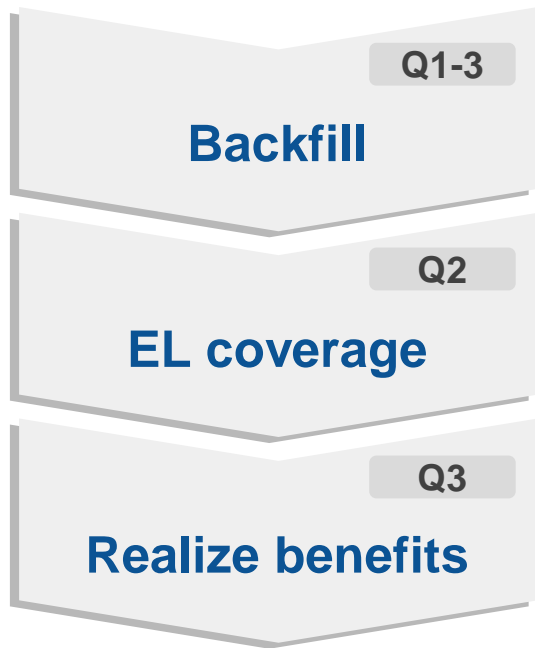 Q1-3
Backfill
Q2
EL coverage
Q3
Realize benefits